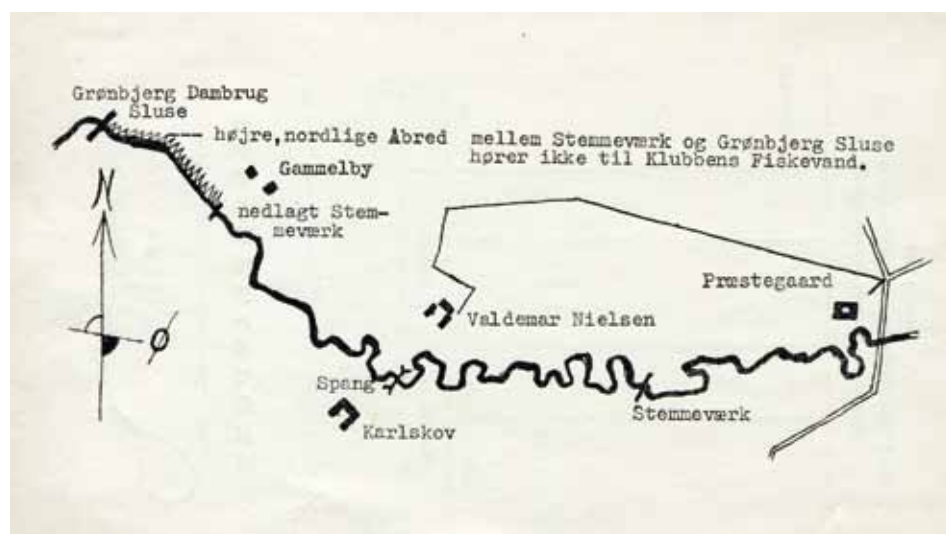 Grønbjerg Dambrug
Sluse
højre, nordlige Åbred
mellem Stemmeværk og Grønbjerg Sluse
hører ikke til Klubbens Fiskevand.
Gammelby
nedlagt Stem-
meværk
N
Ø
Præstegaard
Valdemar Nielsen
Spang
Stemmeværk
Karlskov